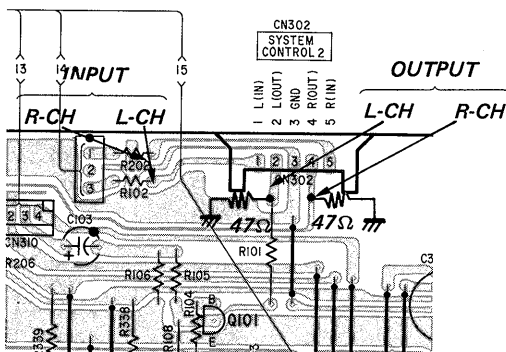 CN302
SYSTEM
CONTROL 2
13
14
15
INPUT
R-CH
L-CH
1 L(IN)
2 L(OUT)
3 GND
4 R(OUT)
5 R(IN)
OUTPUT
L-CH
R-CH
1
2
3
R202
R102
1 2 3 4 5
CN302
47Ω
47Ω
2 3 4
CN310
R206
C103
+
R101
R106
R105
R104
B
Q101
E
R338
R108
R339
C3